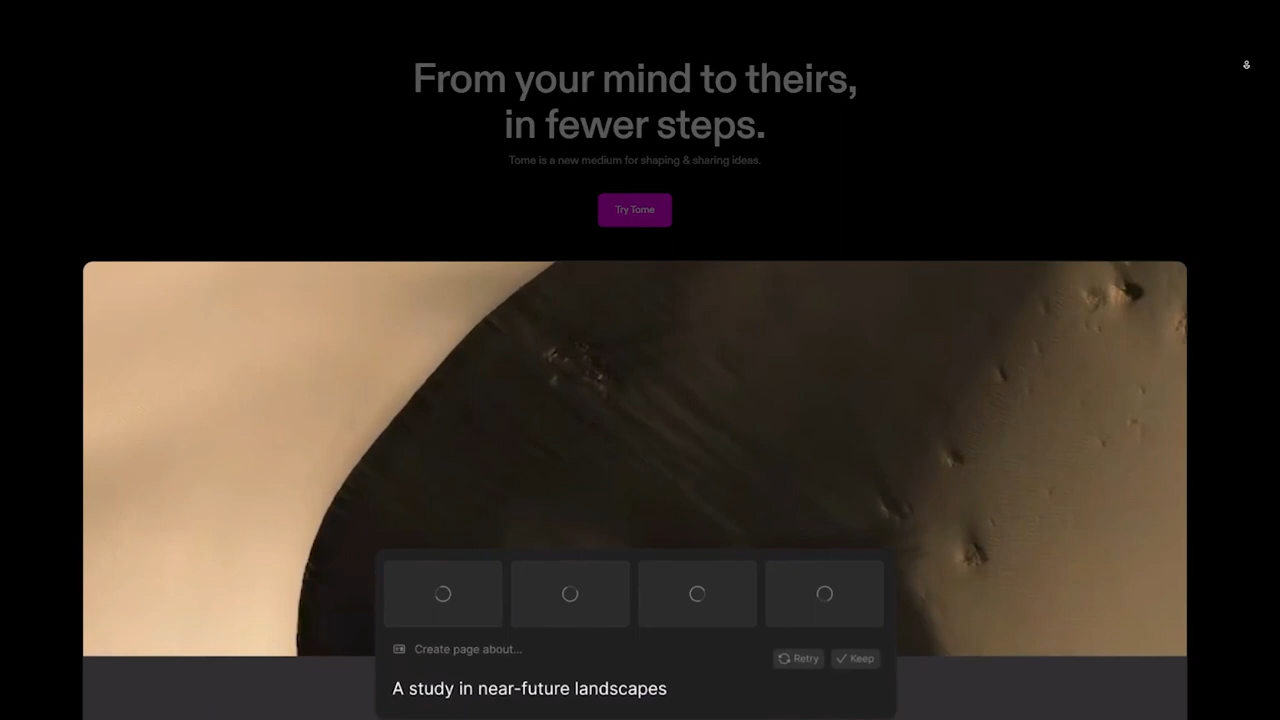 From your mind to theirs,
in fewer steps.
Tome is a new medium for shaping & sharing ideas.
Try Tome
Create page about...
Retry
Keep
A study in near-future landscapes